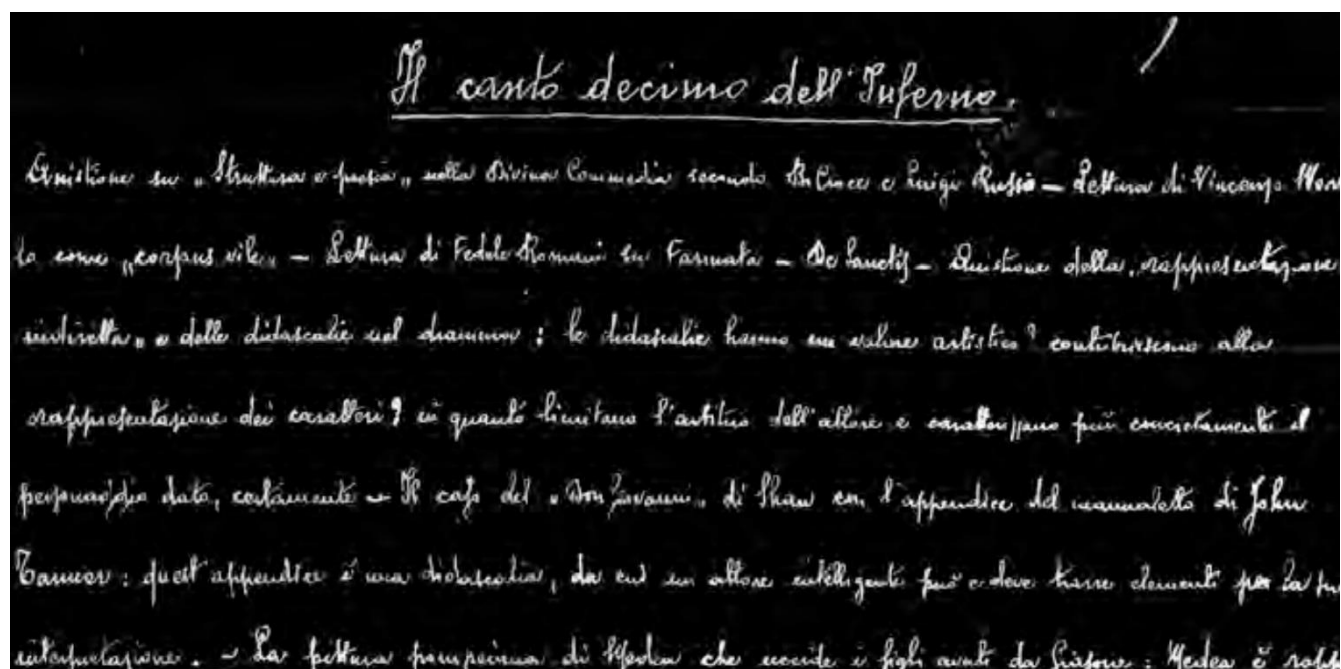 Il canto decimo dell'Inferno.
Quistione su „Struttura e poesia„ nella Divina Commedia secondo B. Croce e Luigi Russo — Lettura di Vincenzo
come „corpus vile„ — Lettura di Fedele Romani su Farinata — De Sanctis — Quistione della „rappresentazione
indiretta„ e delle didascalie nel dramma: le didascalie hanno un valore artistico? contribuiscono alla
rappresentazione dei caratteri? in quanto limitano l'arbitrio dell'attore e caratterizzano più concretamente il
personaggio dato, certamente — Il caso del „Don Giovanni„ di Shaw con l'appendice del manualetto di John
Tanner: quest'appendice è una didascalia, da cui un attore intelligente può e deve trarre elementi per la
interpretazione. — La pittura pompeiana di Medea che uccide i figli avuti da Giasone: Medea è